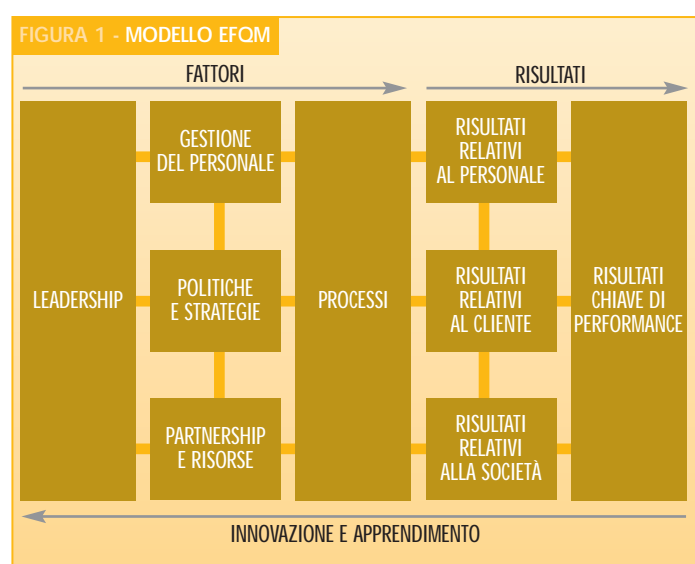 FIGURA 1 - MODELLO EFQM
FATTORI
RISULTATI
LEADERSHIP
GESTIONE
DEL PERSONALE
POLITICHE
E STRATEGIE
PARTNERSHIP
E RISORSE
PROCESSI
RISULTATI
RELATIVI
AL PERSONALE
RISULTATI
RELATIVI
AL CLIENTE
RISULTATI
RELATIVI
ALLA SOCIETÀ
RISULTATI
CHIAVE DI
PERFORMANCE
INNOVAZIONE E APPRENDIMENTO